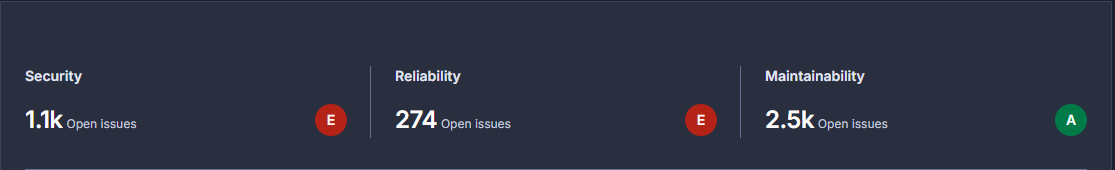 Security
1.1k Open issues
E
Reliability
274 Open issues
E
Maintainability
2.5k Open issues
A